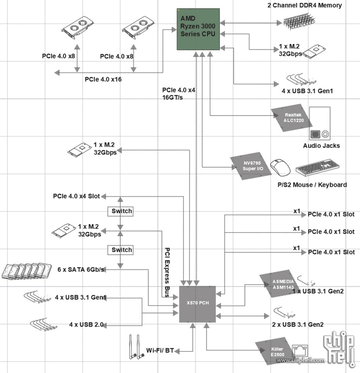 2 Channel DDR4 Memory
AMD
Ryzen 3000
Series CPU
1 x M.2
32Gbps
PCIe 4.0 x8
PCIe 4.0 x8
PCIe 4.0 x16
PCIe 4.0 x4
16GT/s
4 x USB 3.1 Gen1
Realtek
ALC1220
Audio Jacks
1 x M.2
32Gbps
Super I/O
P/S2 Mouse / Keyboard
PCIe 4.0 x4 Slot
Switch
x1
PCIe 4.0 x1 Slot
1 x M.2
32Gbps
x1
PCIe 4.0 x1 Slot
Switch
x1
PCIe 4.0 x1 Slot
PCI Express Bus
6 x SATA 6Gb/s
ASMEDIA
1 x USB 3.1 Gen2
4 x USB 3.1 Gen1
X570 PCH
4 x USB 2.0
2 x USB 3.1 Gen2
Wi-Fi/ BT
Killer
E2500